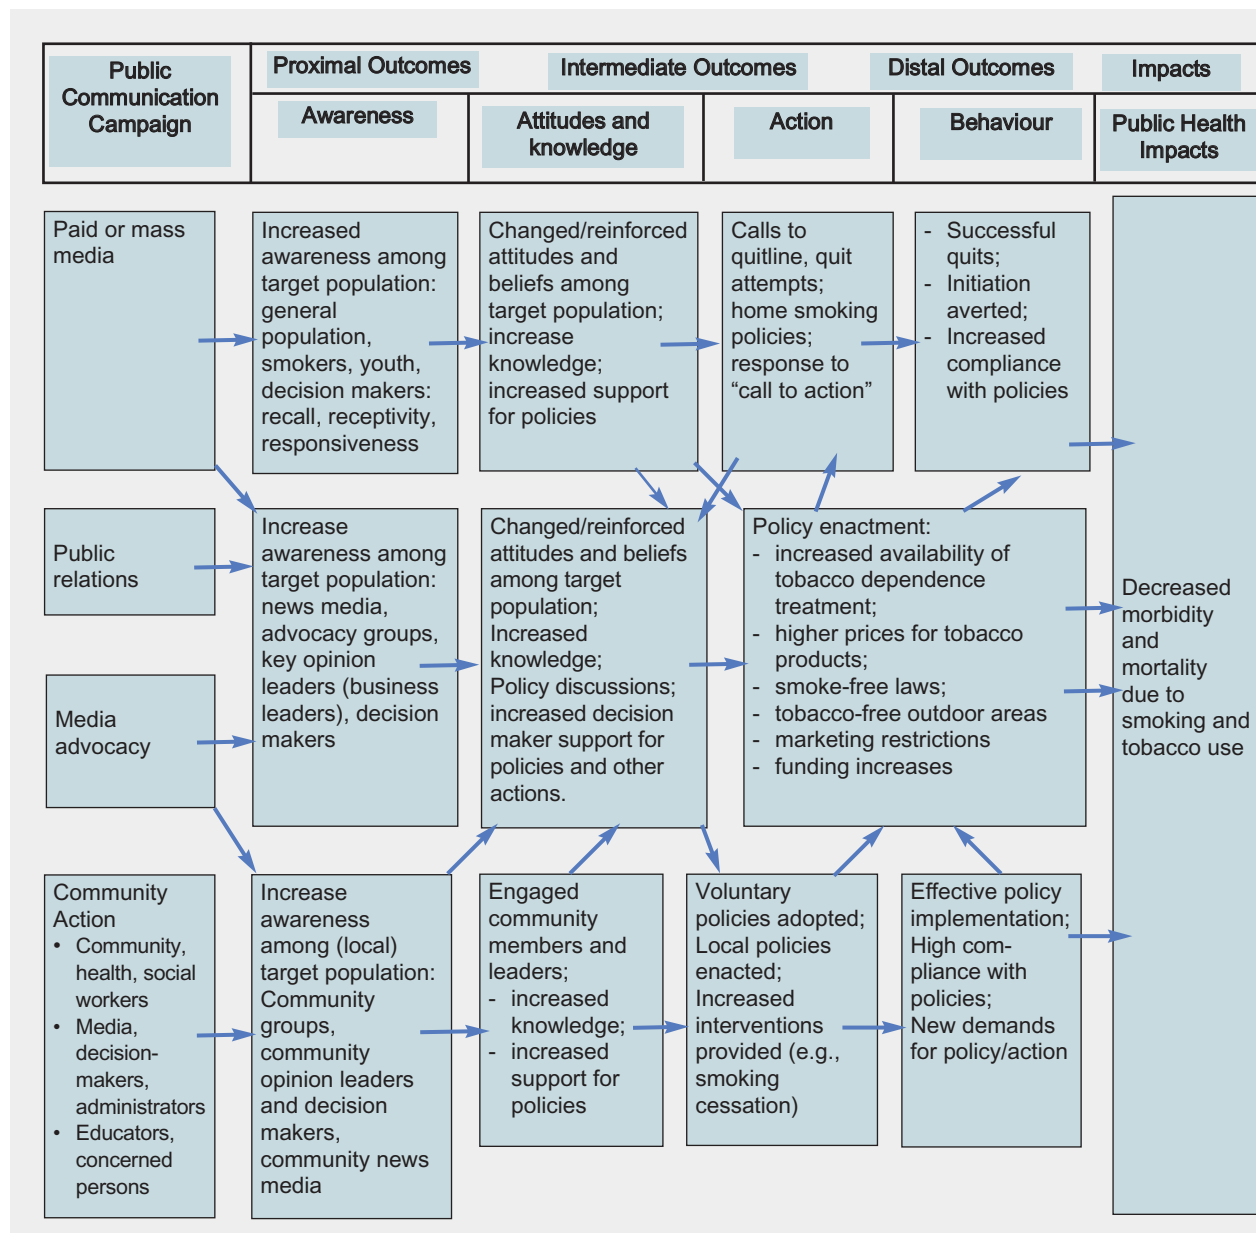 Public
Communication
Campaign
Proximal Outcomes
Intermediate Outcomes
Distal Outcomes
Impacts
Awareness
Attitudes and
knowledge
Action
Behaviour
Public Health
Impacts
Paid or mass
media
Increased
awareness among
target population:
general
population,
smokers, youth,
decision makers:
recall, receptivity,
responsiveness
Changed/reinforced
attitudes and
beliefs among
target population;
increase
knowledge;
increased support
for policies
Calls to
quitline, quit
attempts;
home smoking
policies;
response to
“call to action”
- Successful
quits;
- Initiation
averted;
- Increased
compliance
with policies
Public
relations
Media
advocacy
Increase
awareness among
target population:
news media,
advocacy groups,
key opinion
leaders (business
leaders), decision
makers
Changed/reinforced
attitudes and beliefs
among target
population;
Increased
knowledge;
Policy discussions;
increased decision
maker support for
policies and other
actions.
Policy enactment:
- increased availability of
tobacco dependence
treatment;
- higher prices for tobacco
products;
- smoke-free laws;
- tobacco-free outdoor areas
- marketing restrictions
- funding increases
Decreased
morbidity
and
mortality
due to
smoking and
tobacco use
Community
Action
• Community,
health, social
workers
• Media,
decision-
makers,
administrators
• Educators,
concerned
persons
Increase
awareness
among (local)
target population:
Community
groups,
community
opinion leaders
and decision
makers,
community news
media
Engaged
community
members and
leaders;
- increased
knowledge;
- increased
support for
policies
Voluntary
policies adopted;
Local policies
enacted;
Increased
interventions
provided (e.g.,
smoking
cessation)
Effective policy
implementation;
High com-
pliance with
policies;
New demands
for policy/action